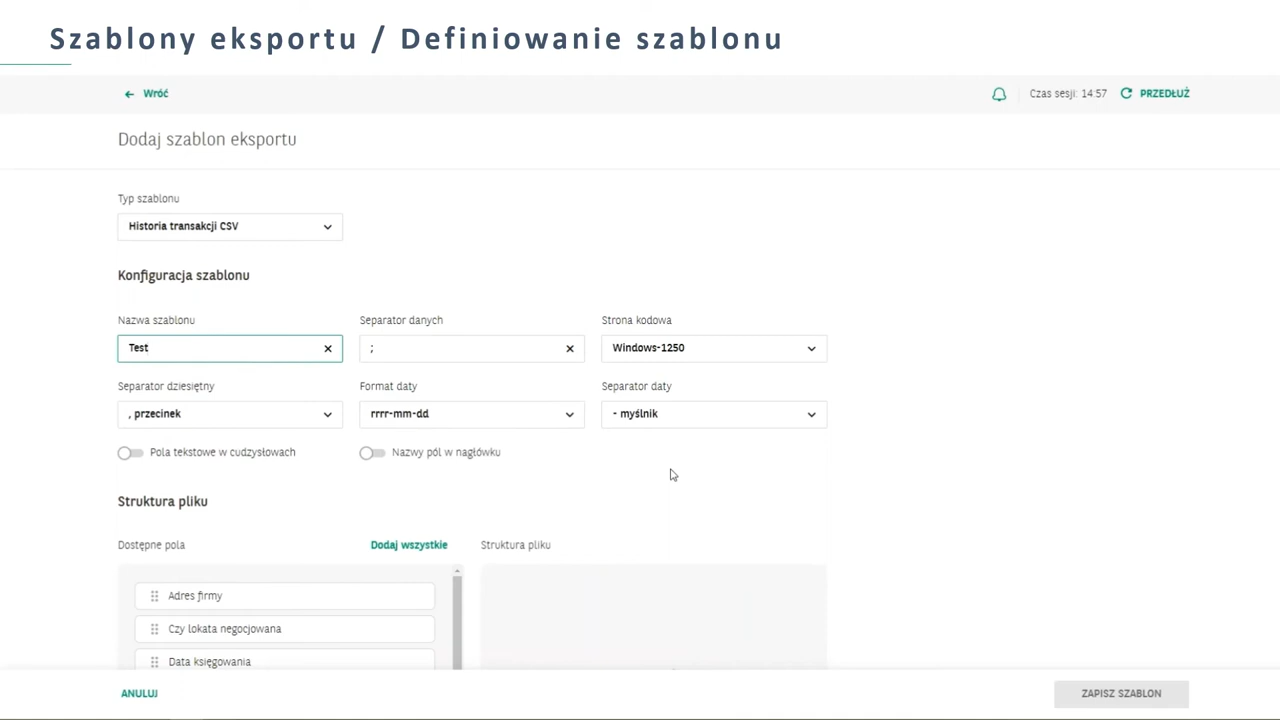 Szablony eksportu / Definiowanie szablonu
Wróć
Czas sesji: 14:57
PRZEDŁUŻ
Dodaj szablon eksportu
Typ szablonu
Historia transakcji CSV
Konfiguracja szablonu
Nazwa szablonu
Separator danych
Strona kodowa
Test
;
Windows-1250
Separator dziesiętny
Format daty
Separator daty
, przecinek
rrrr-mm-dd
- myślnik
Pola tekstowe w cudzysłowach
Nazwy pól w nagłówku
Struktura pliku
Dostępne pola
Dodaj wszystkie
Struktura pliku
Adres firmy
Czy lokata negocjowana
Data księgowania
ANULUJ
ZAPISZ SZABLON